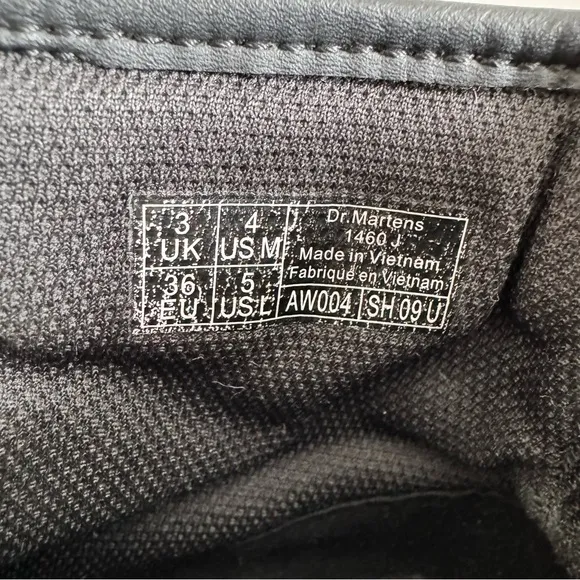 3 UK
4 US M
36 EU
5 US L
Dr. Martens
1460 J
Made in Vietnam
Fabriqué en Vietnam
AW004
SH 09 U